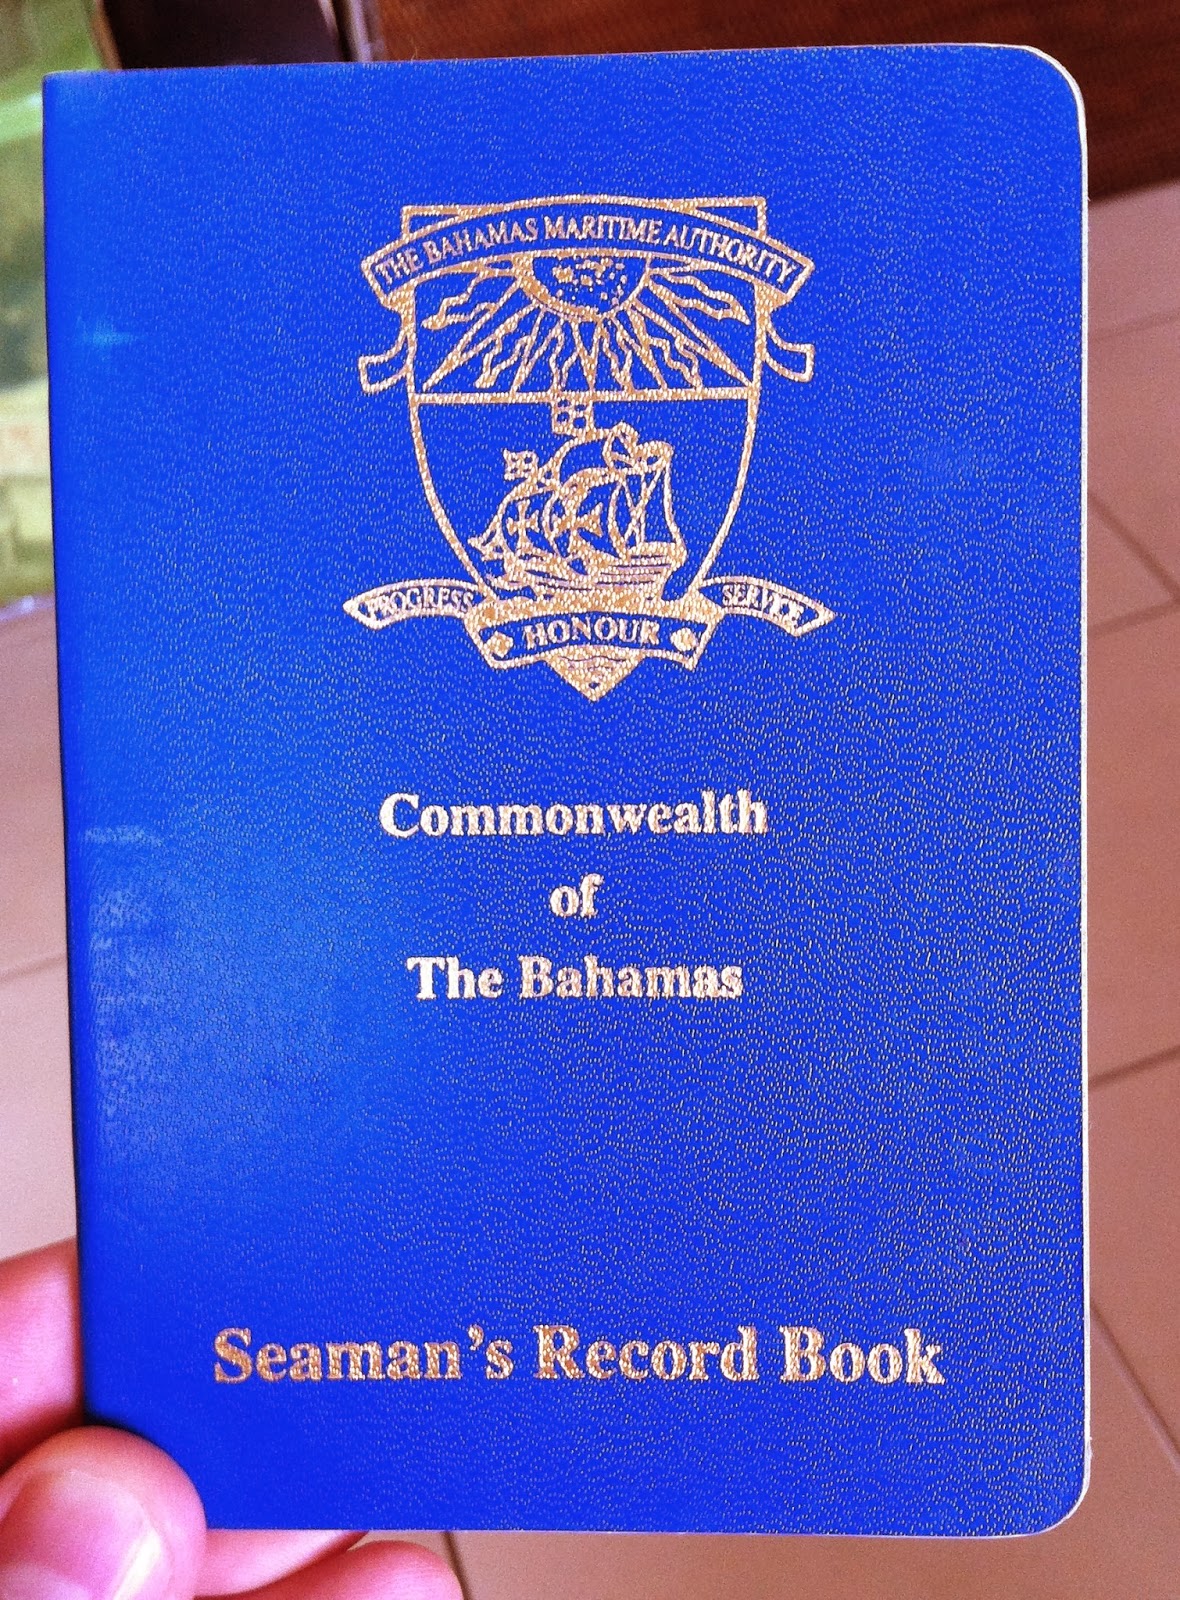 THE BAHAMAS MARITIME AUTHORITY
PROGRESS HONOUR SERVICE
Commonwealth
of
The Bahamas
Seaman's Record Book